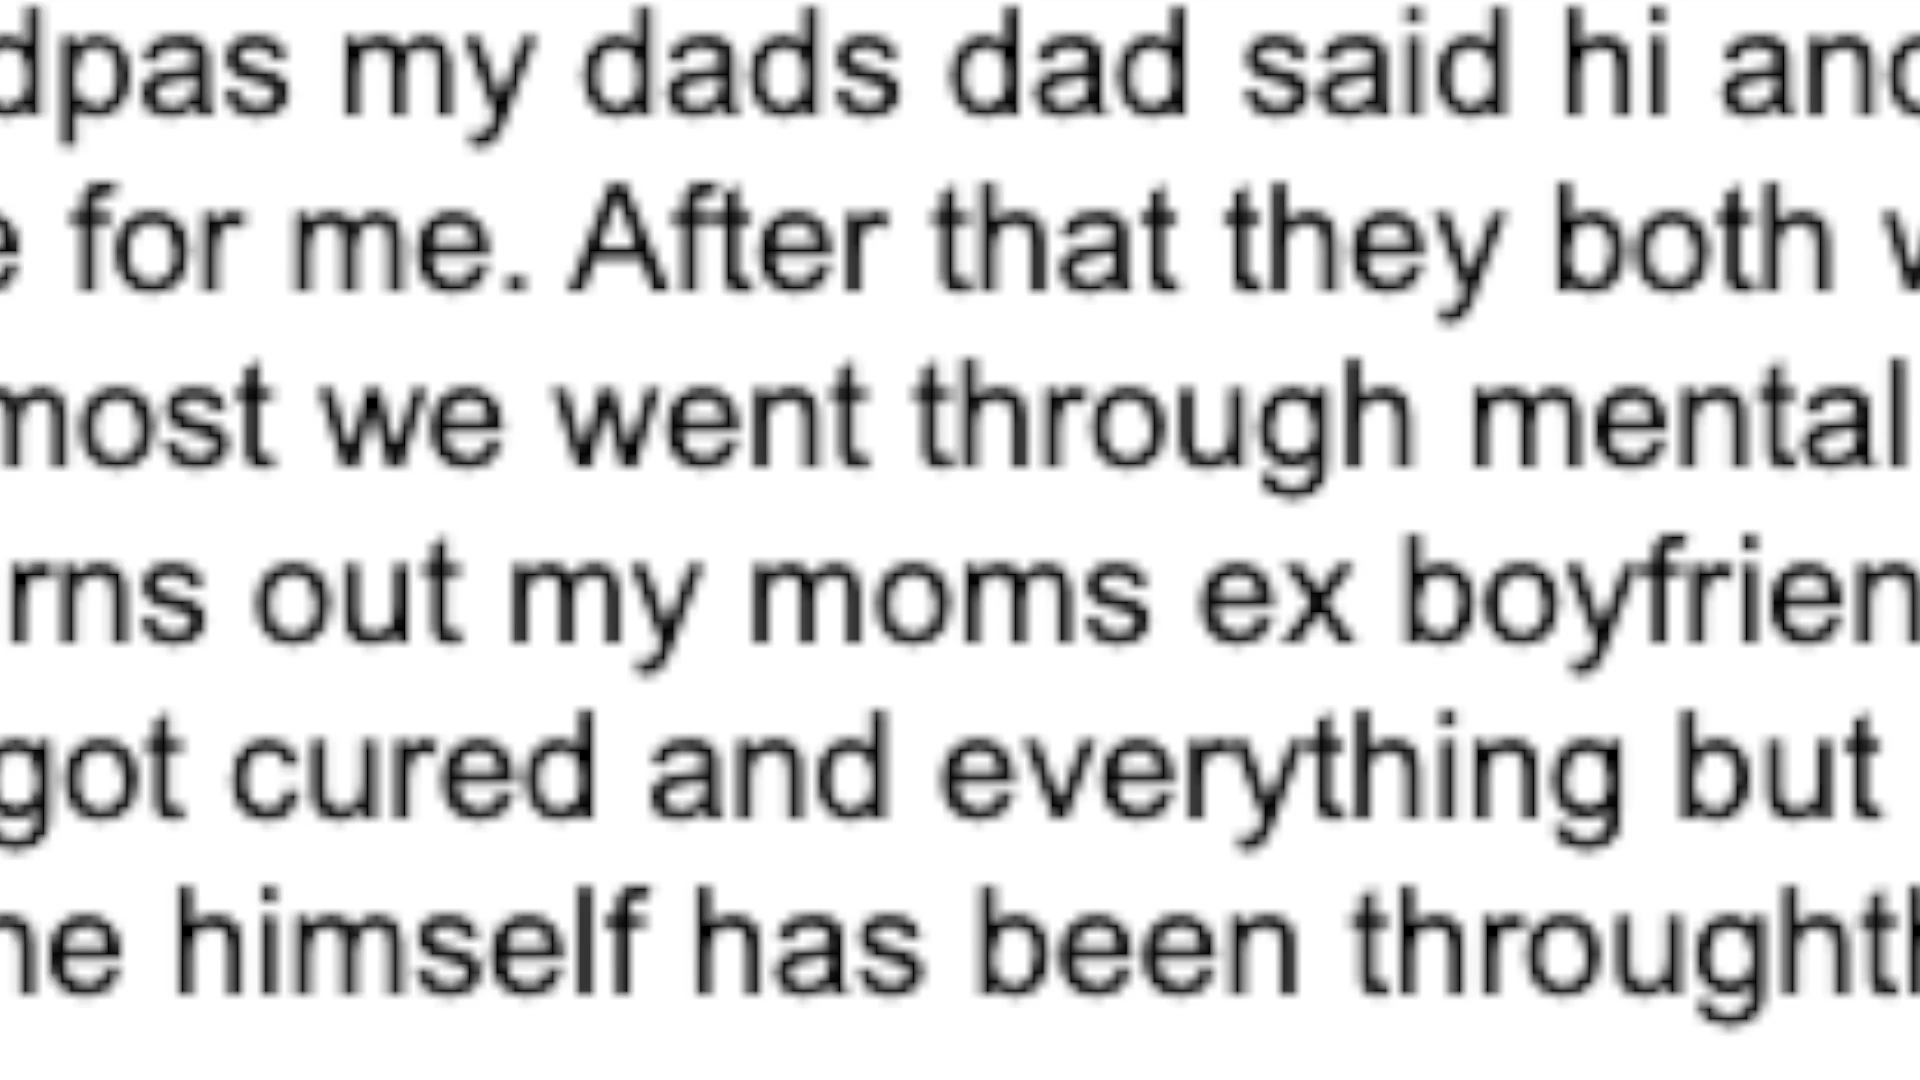 dpas my dads dad said hi and
e for me. After that they both w
most we went through mental
rns out my moms ex boyfrien
got cured and everything but
he himself has been throughth